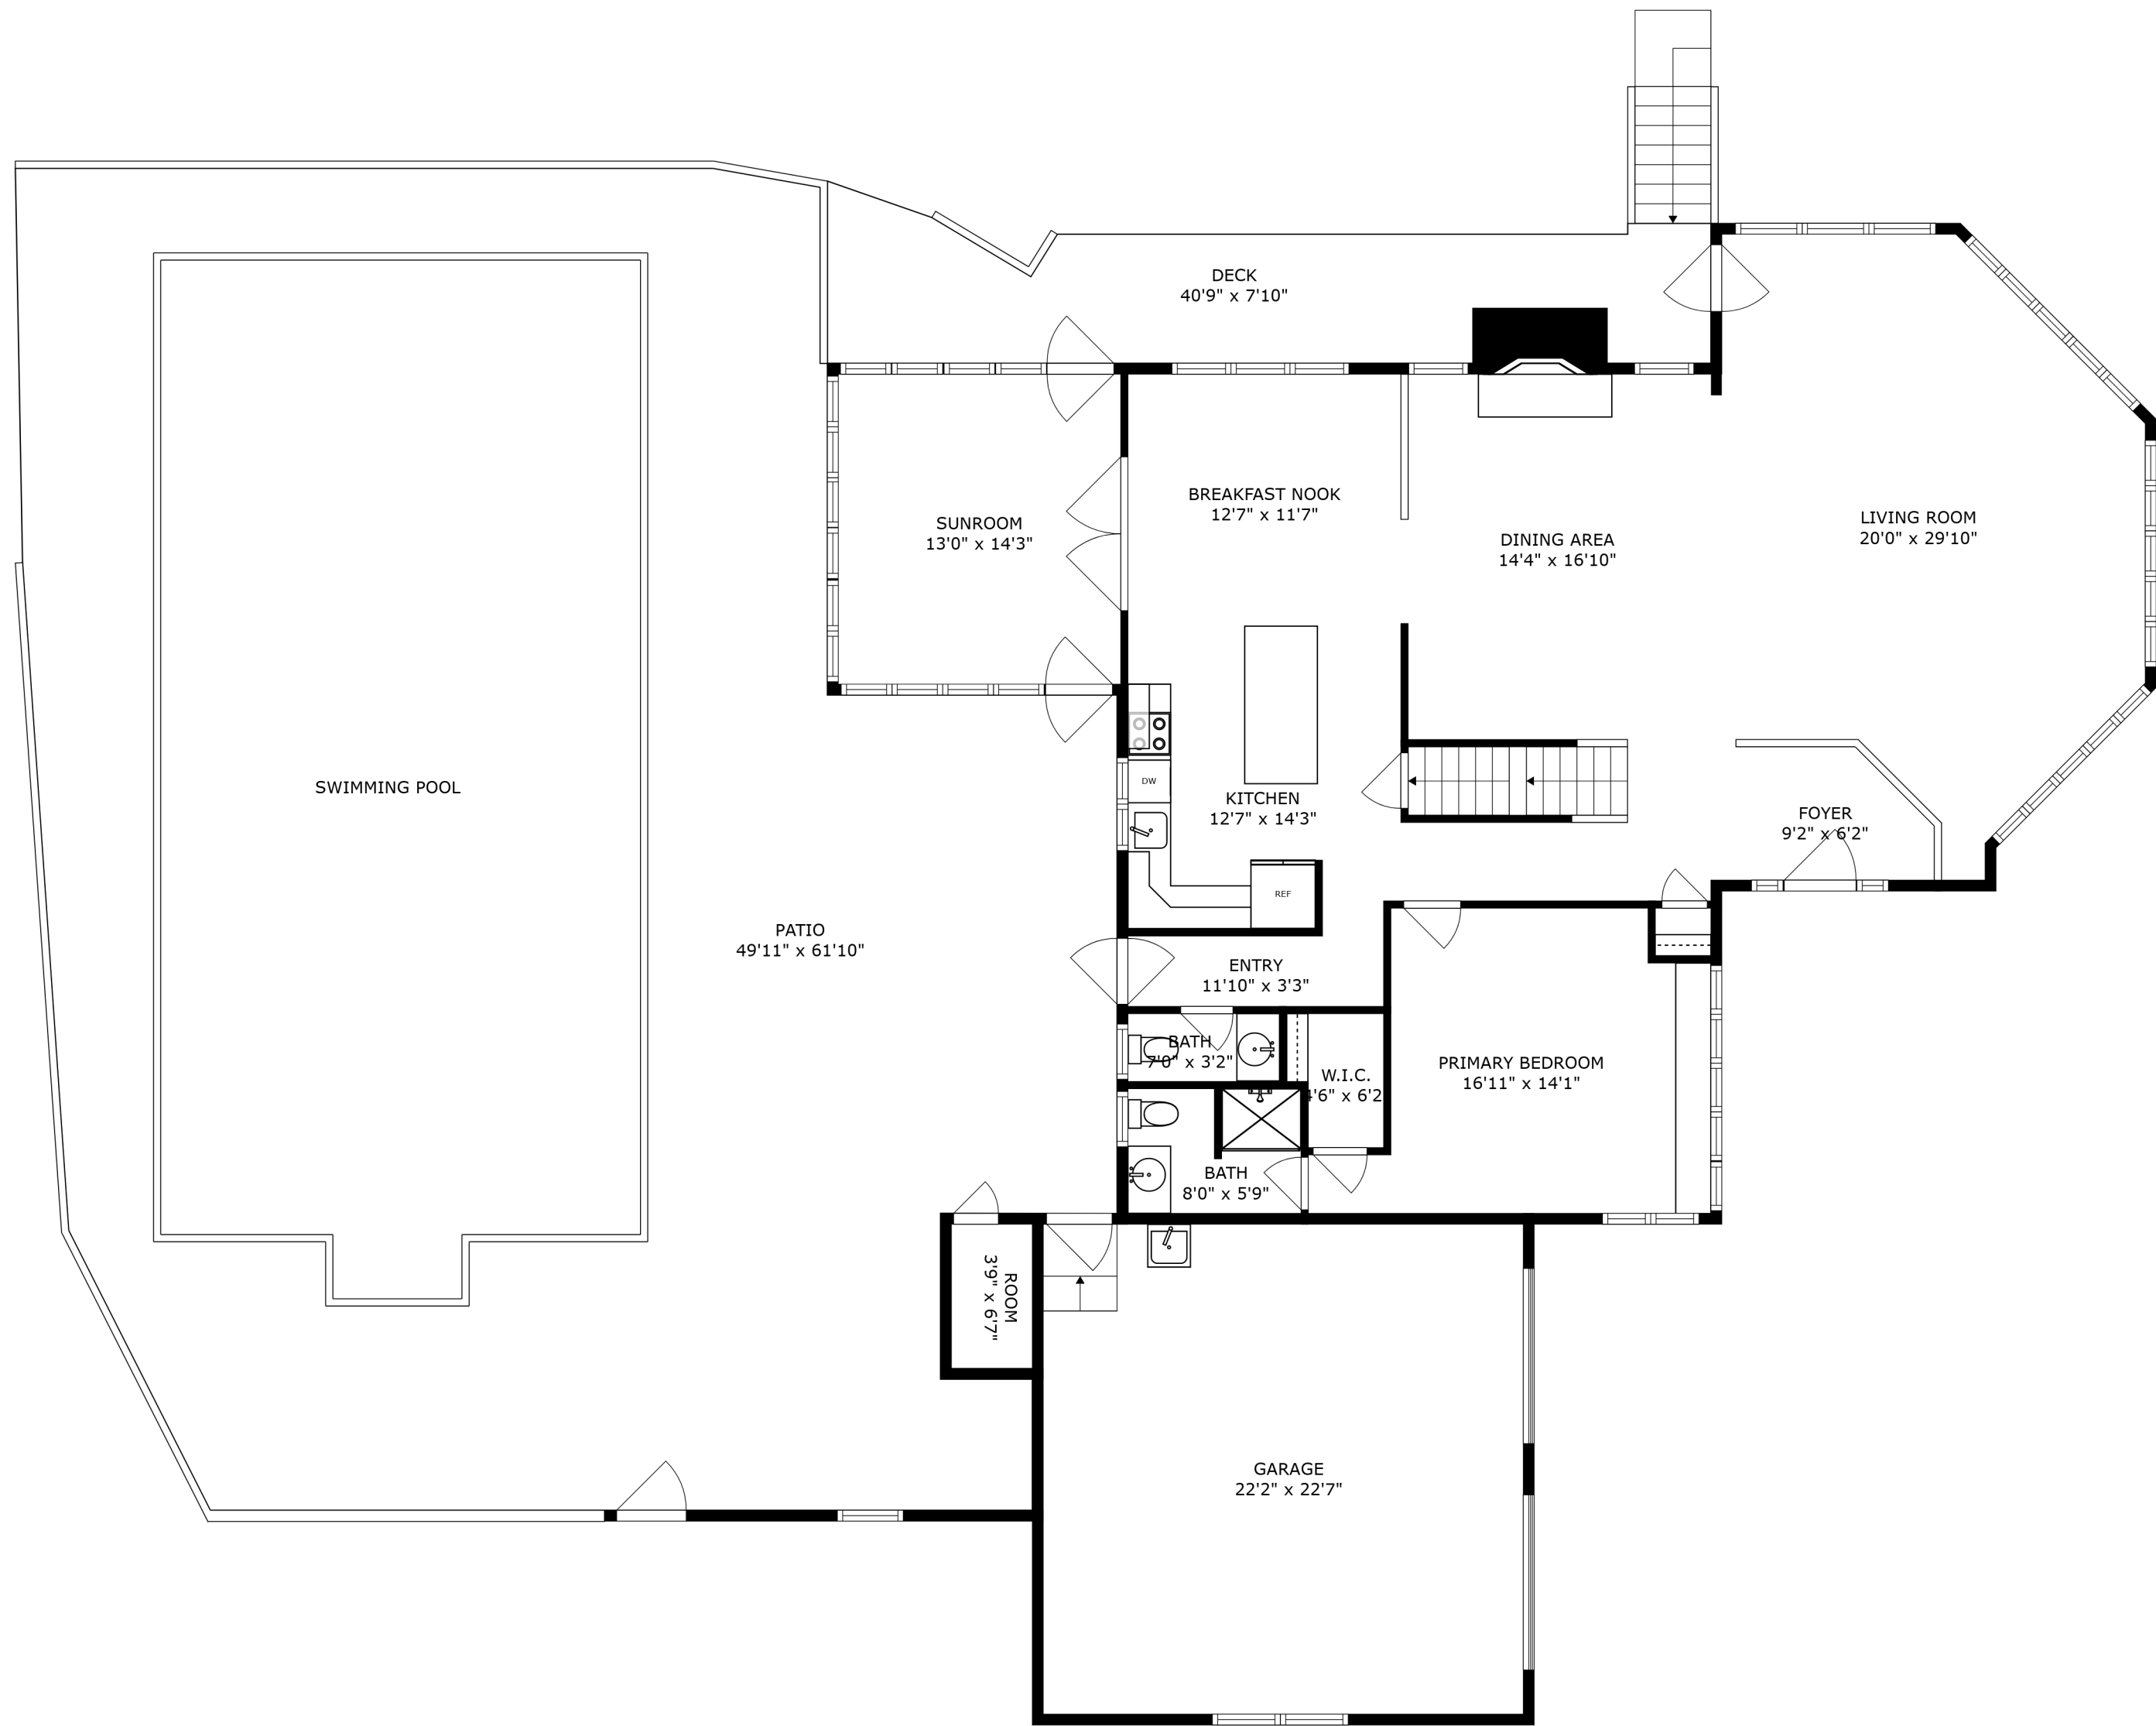 DECK
40'9" x 7'10"
BREAKFAST NOOK
12'7" x 11'7"
SUNROOM
13'0" x 14'3"
LIVING ROOM
20'0" x 29'10"
DINING AREA
14'4" x 16'10"
SWIMMING POOL
DW
KITCHEN
12'7" x 14'3"
FOYER
9'2" x 6'2"
REF
PATIO
49'11" x 61'10"
ENTRY
11'10" x 3'3"
BATH
7'0" x 3'2"
W.I.C.
4'6" x 6'2
PRIMARY BEDROOM
16'11" x 14'1"
BATH
8'0" x 5'9"
ROOM
3'9" x 6'7"
GARAGE
22'2" x 22'7"